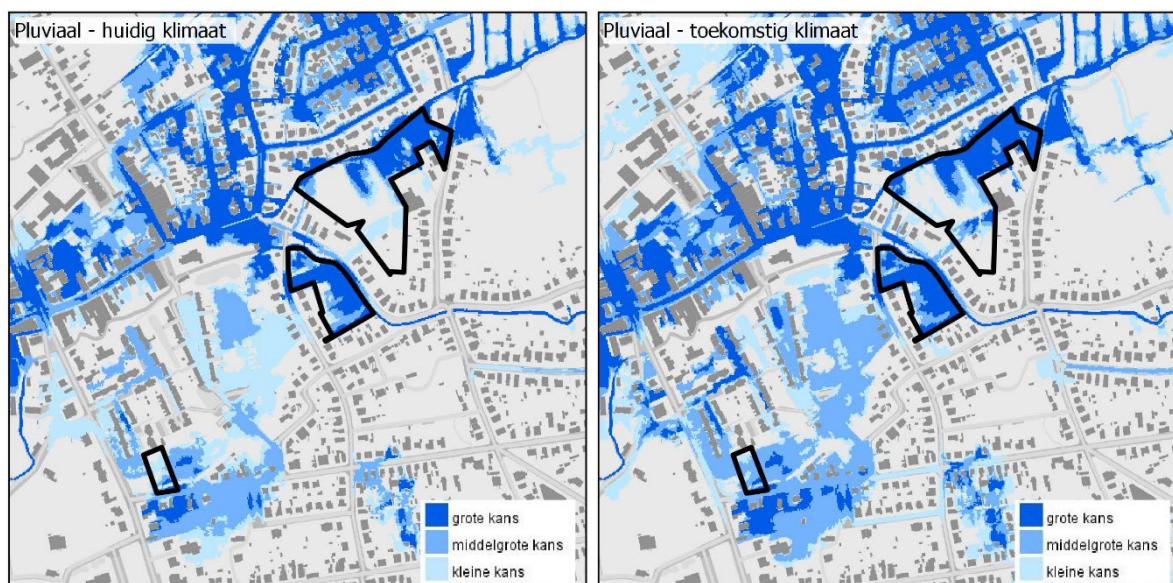 Pluviaal - huidig klimaat
grote kans
middelgrote kans
kleine kans
Pluviaal - toekomstig klimaat
grote kans
middelgrote kans
kleine kans